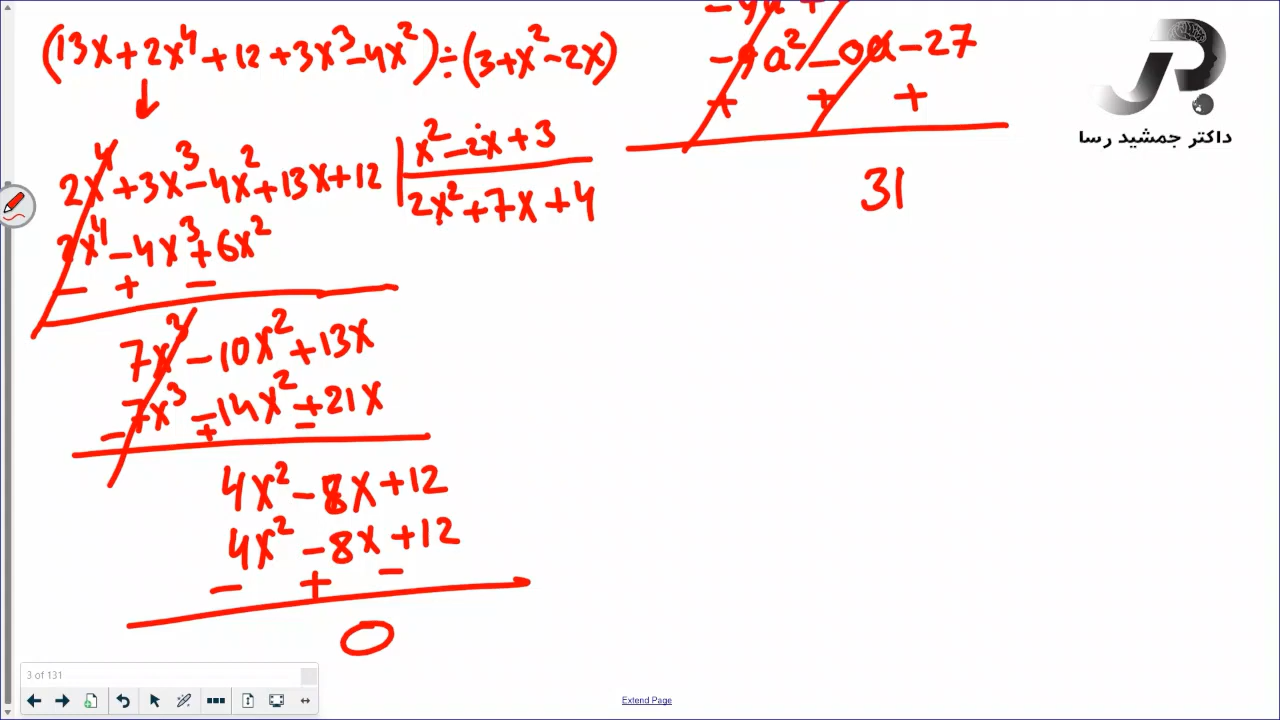 (13x+2x⁴+12+3x³-4x²)÷(3+x²-2x)
↓
2x⁴+3x³-4x²+13x+12 | x²-2x+3
2x²+7x+4
2x⁴-4x³+6x²
- + -
7x³-10x²+13x
7x³-14x²+21x
- + -
4x²-8x+12
4x²-8x+12
- + -
0
-9a²-0a-27
+ + +
31
داکتر جمشید رسا
3 of 131
Extend Page